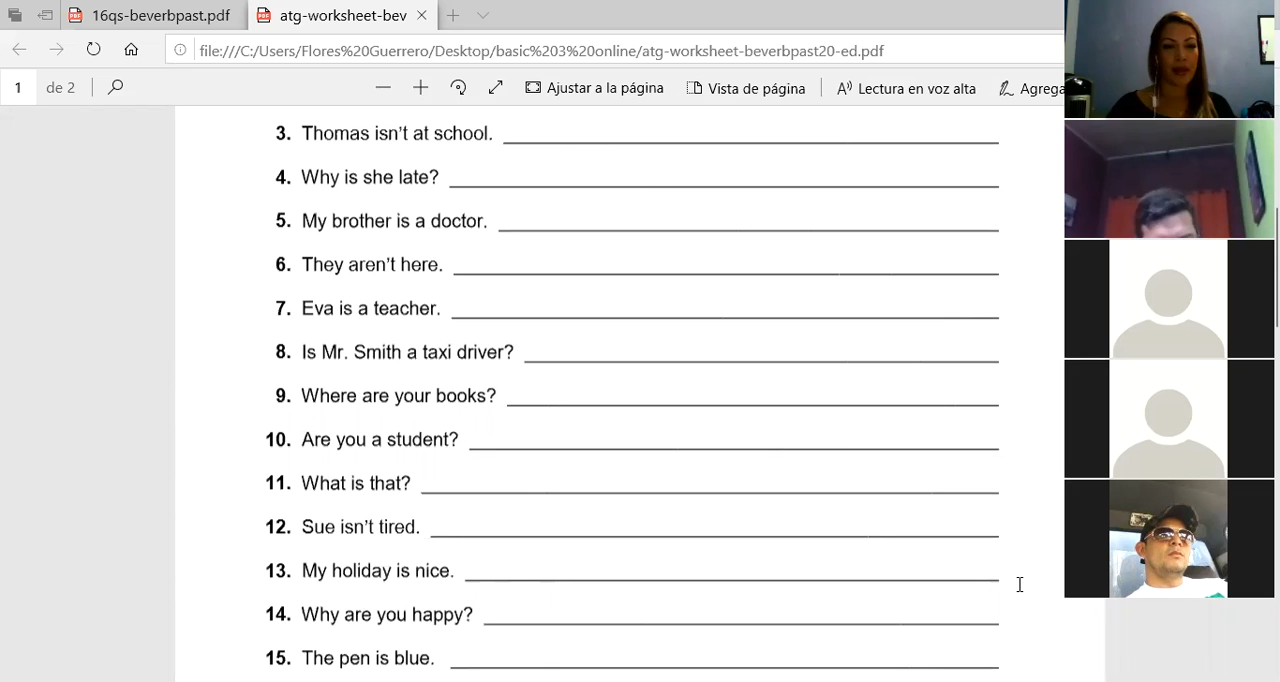 16qs-beverbpast.pdf
atg-worksheet-bev
file:///C:/Users/Flores%20Guerrero/Desktop/basic%203%20online/atg-worksheet-beverbpast20-ed.pdf
1 de 2 Ajustar a la página Vista de página Lectura en voz alta Agrega
3. Thomas isn't at school.
4. Why is she late?
5. My brother is a doctor.
6. They aren't here.
7. Eva is a teacher.
8. Is Mr. Smith a taxi driver?
9. Where are your books?
10. Are you a student?
11. What is that?
12. Sue isn't tired.
13. My holiday is nice.
14. Why are you happy?
15. The pen is blue.